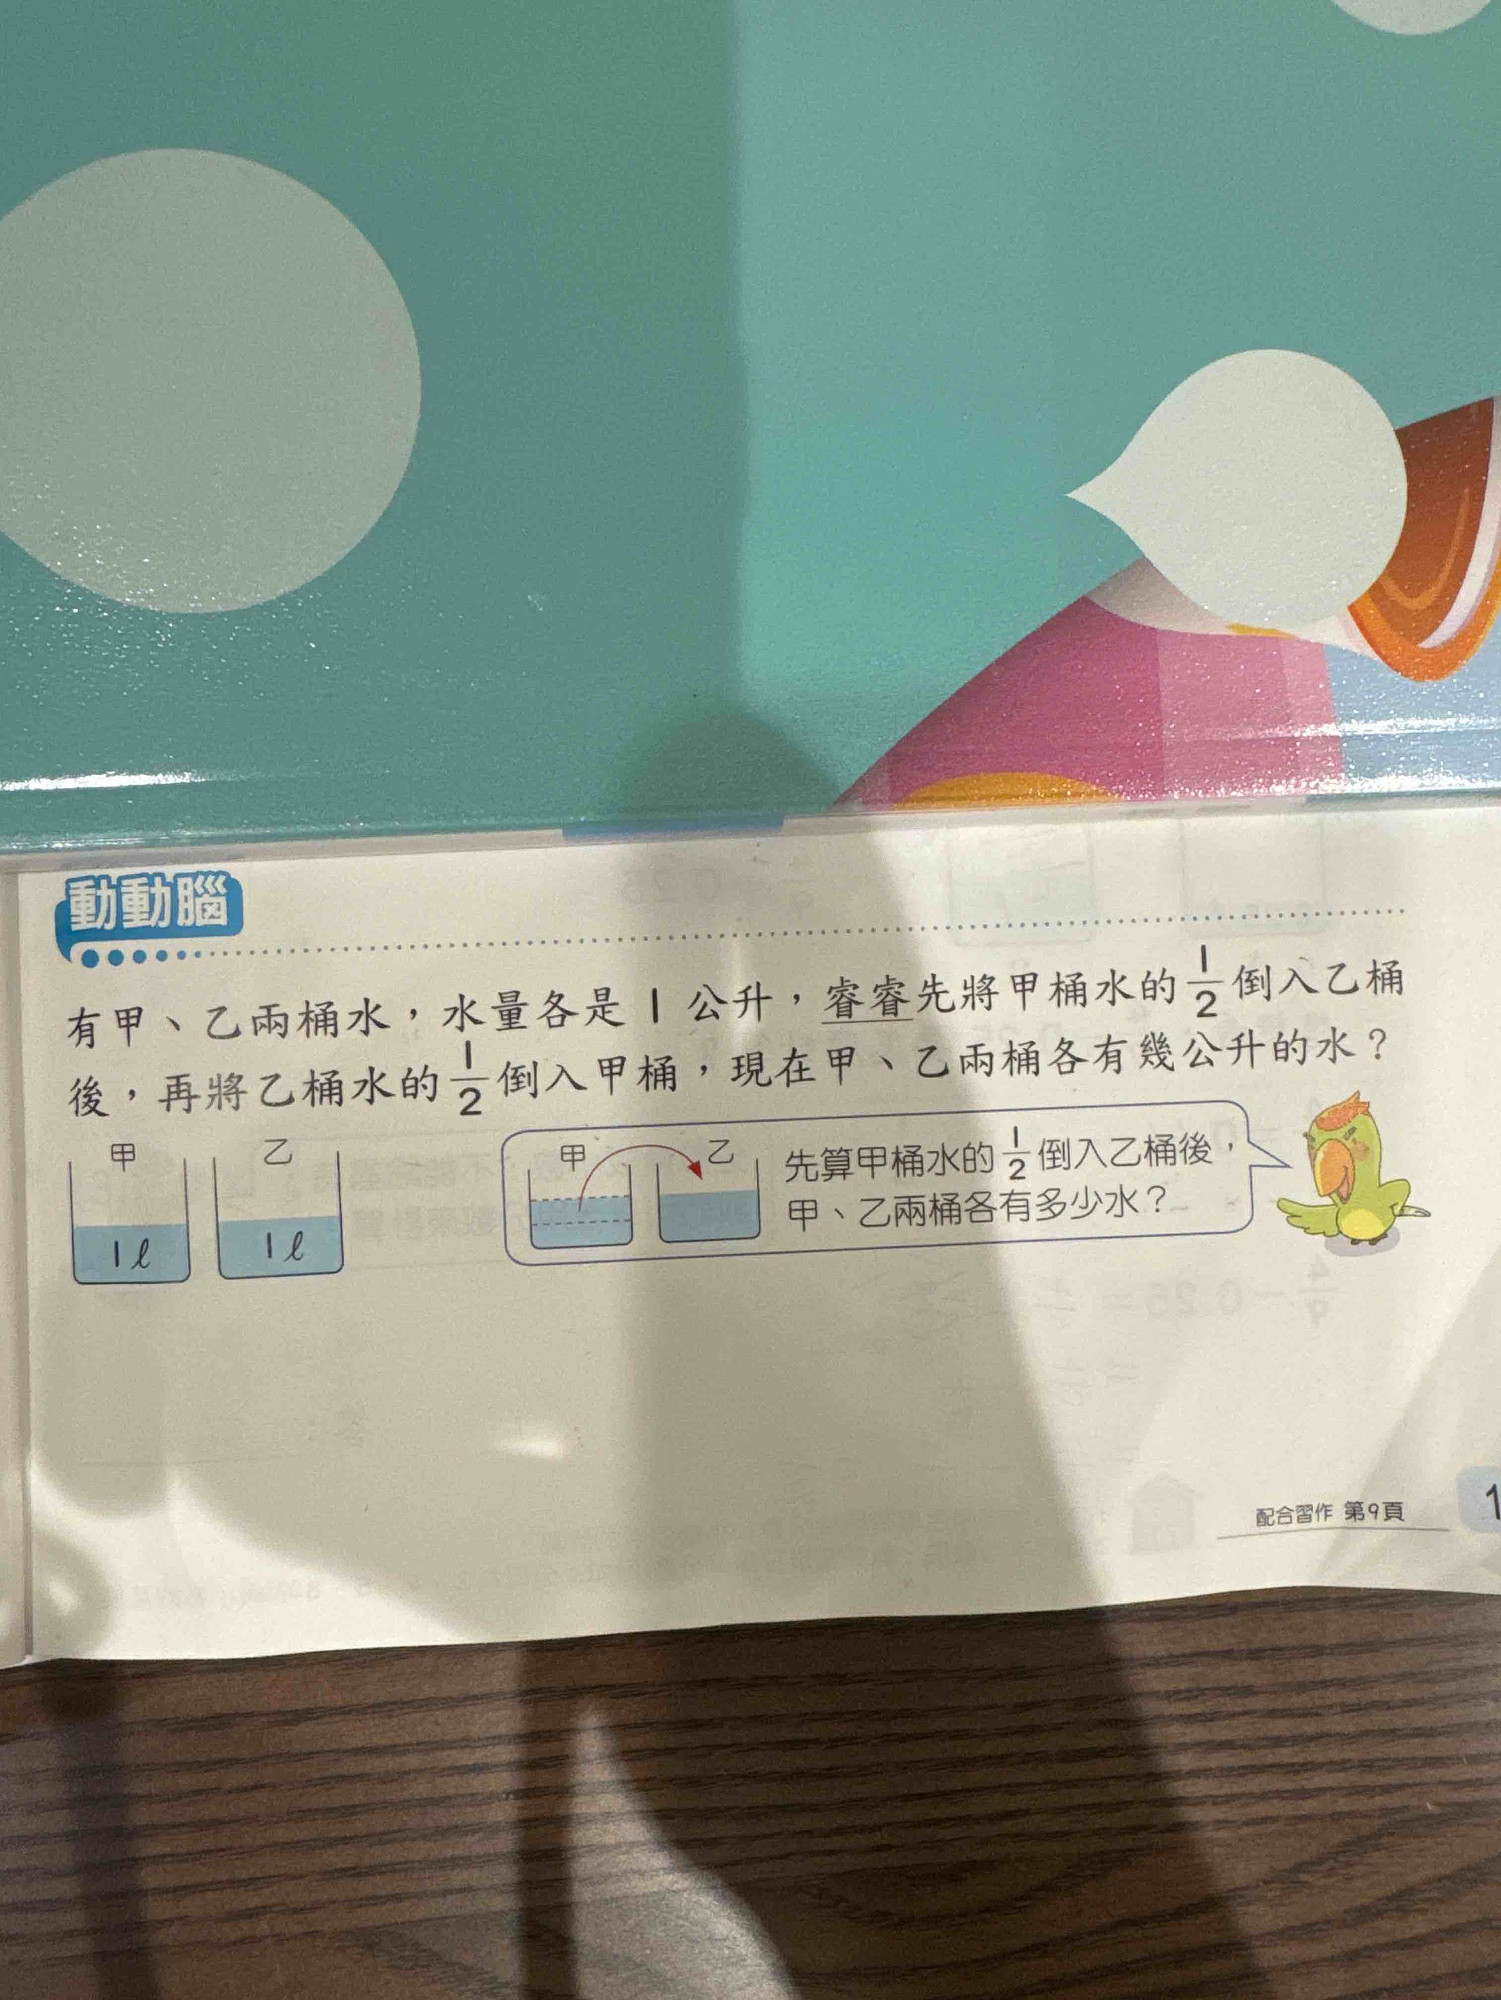 動動腦
有甲、乙兩桶水，水量各是 1 公升，睿睿先將甲桶水的 1/2 倒入乙桶
後，再將乙桶水的 1/2 倒入甲桶，現在甲、乙兩桶各有幾公升的水？
甲 乙
1ℓ 1ℓ
甲 乙
先算甲桶水的 1/2 倒入乙桶後，
甲、乙兩桶各有多少水？
配合習作 第9頁
1